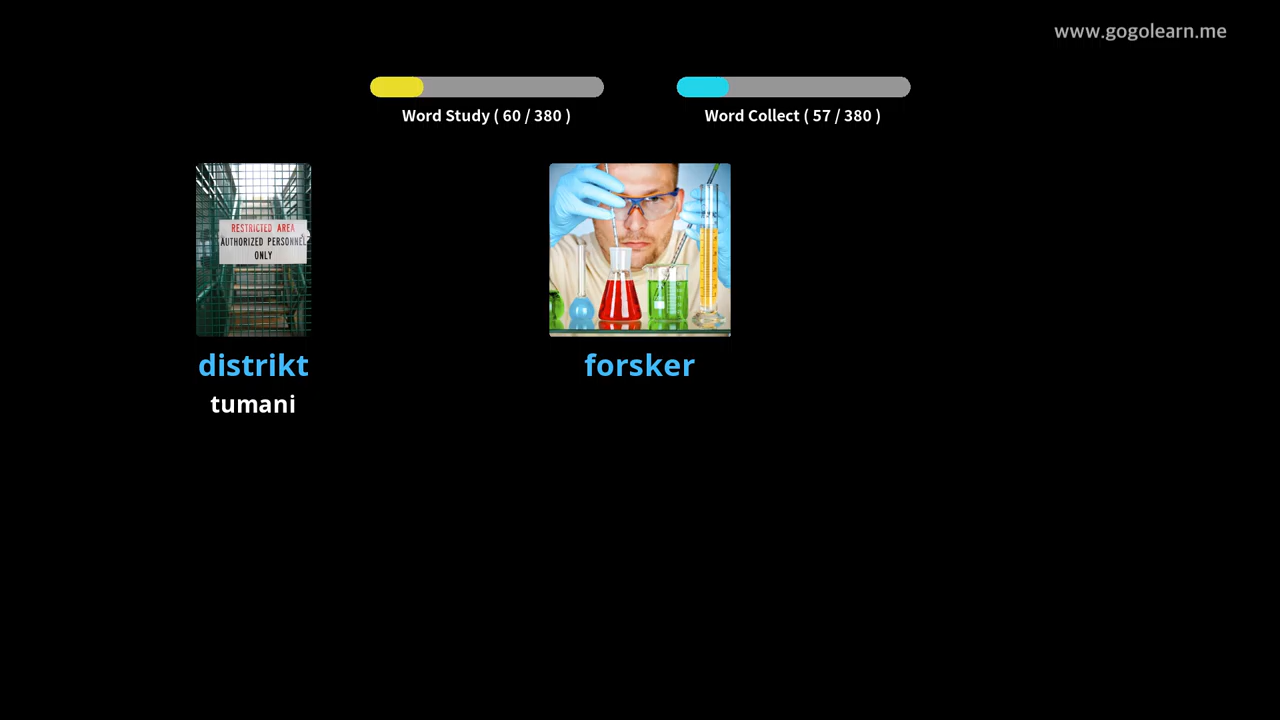 www.gogolearn.me
Word Study ( 60 / 380 )
Word Collect ( 57 / 380 )
RESTRICTED AREA
AUTHORIZED PERSONNEL
ONLY
distrikt
forsker
tumani